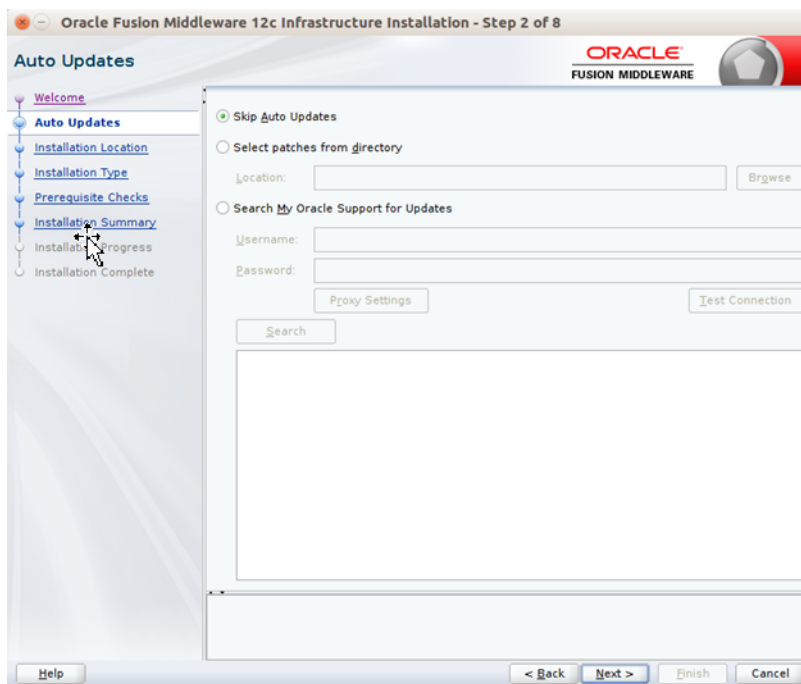 Oracle Fusion Middleware 12c Infrastructure Installation - Step 2 of 8
Auto Updates
ORACLE
FUSION MIDDLEWARE
Welcome
Auto Updates
Installation Location
Installation Type
Prerequisite Checks
Installation Summary
Installation Progress
Installation Complete
Skip Auto Updates
Select patches from directory
Location:
Browse
Search My Oracle Support for Updates
Username:
Password:
Proxy Settings
Test Connection
Search
Help
< Back
Next >
Finish
Cancel